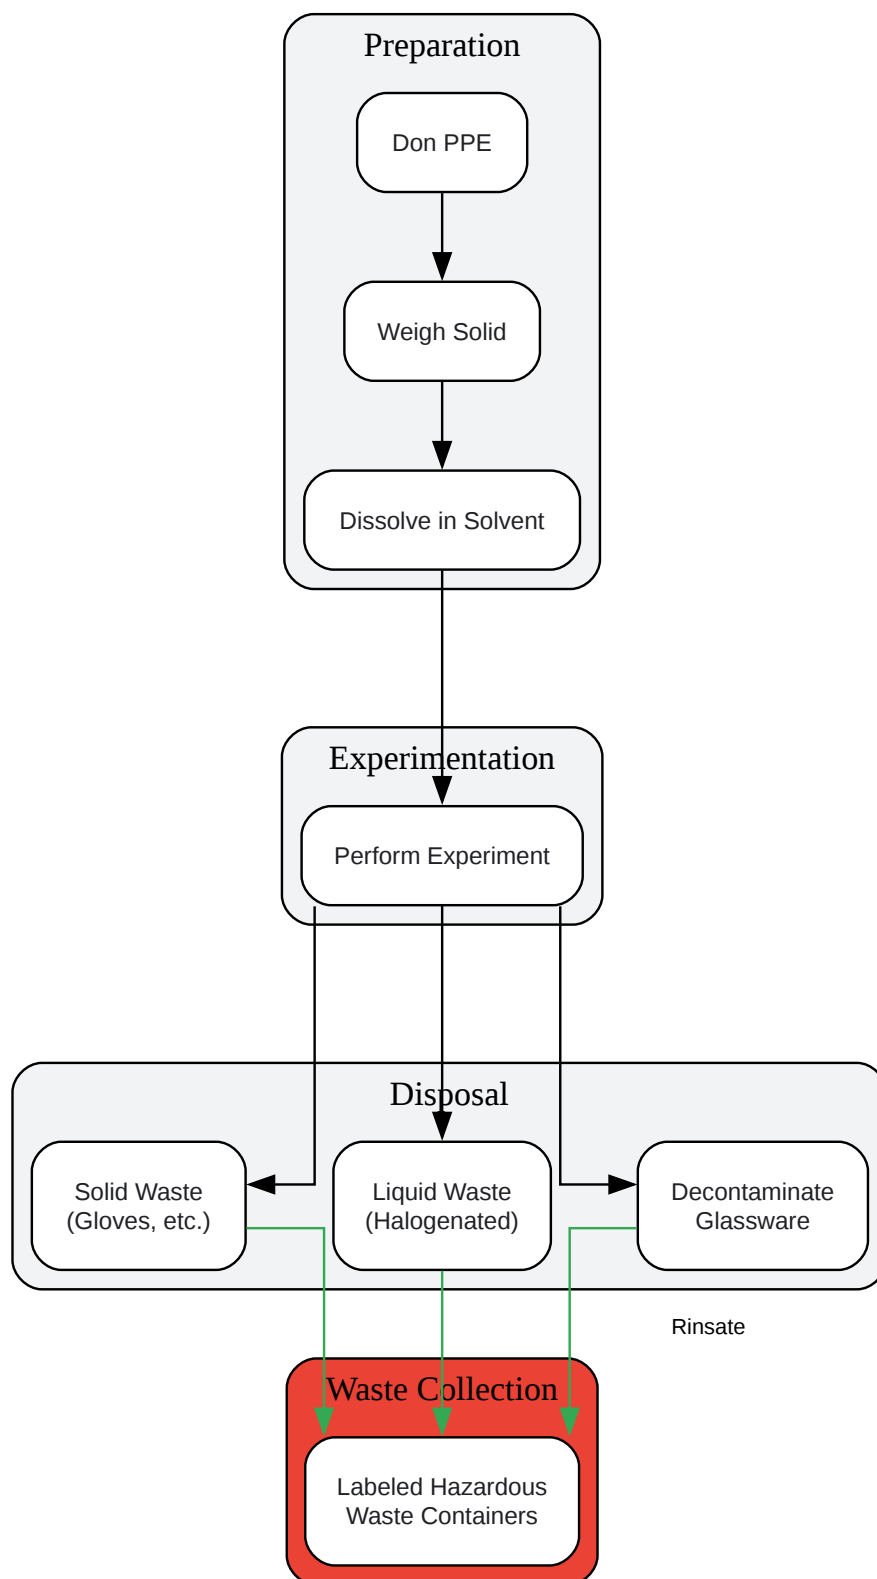 Preparation
Don PPE
Weigh Solid
Dissolve in Solvent
Experimentation
Perform Experiment
Disposal
Solid Waste
(Gloves, etc.)
Liquid Waste
(Halogenated)
Decontaminate
Glassware
Rinsate
Waste Collection
Labeled Hazardous
Waste Containers